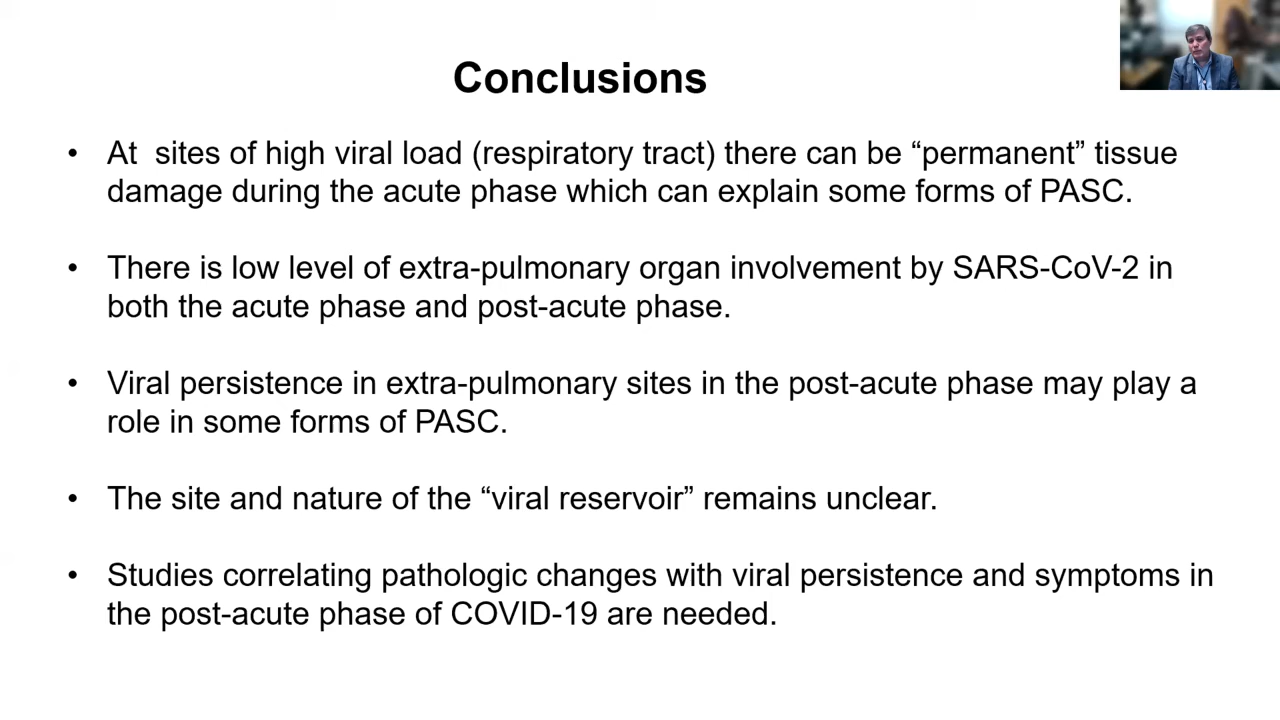 Conclusions
• At  sites of high viral load (respiratory tract) there can be “permanent” tissue
damage during the acute phase which can explain some forms of PASC.
• There is low level of extra-pulmonary organ involvement by SARS-CoV-2 in
both the acute phase and post-acute phase.
• Viral persistence in extra-pulmonary sites in the post-acute phase may play a
role in some forms of PASC.
• The site and nature of the “viral reservoir” remains unclear.
• Studies correlating pathologic changes with viral persistence and symptoms in
the post-acute phase of COVID-19 are needed.